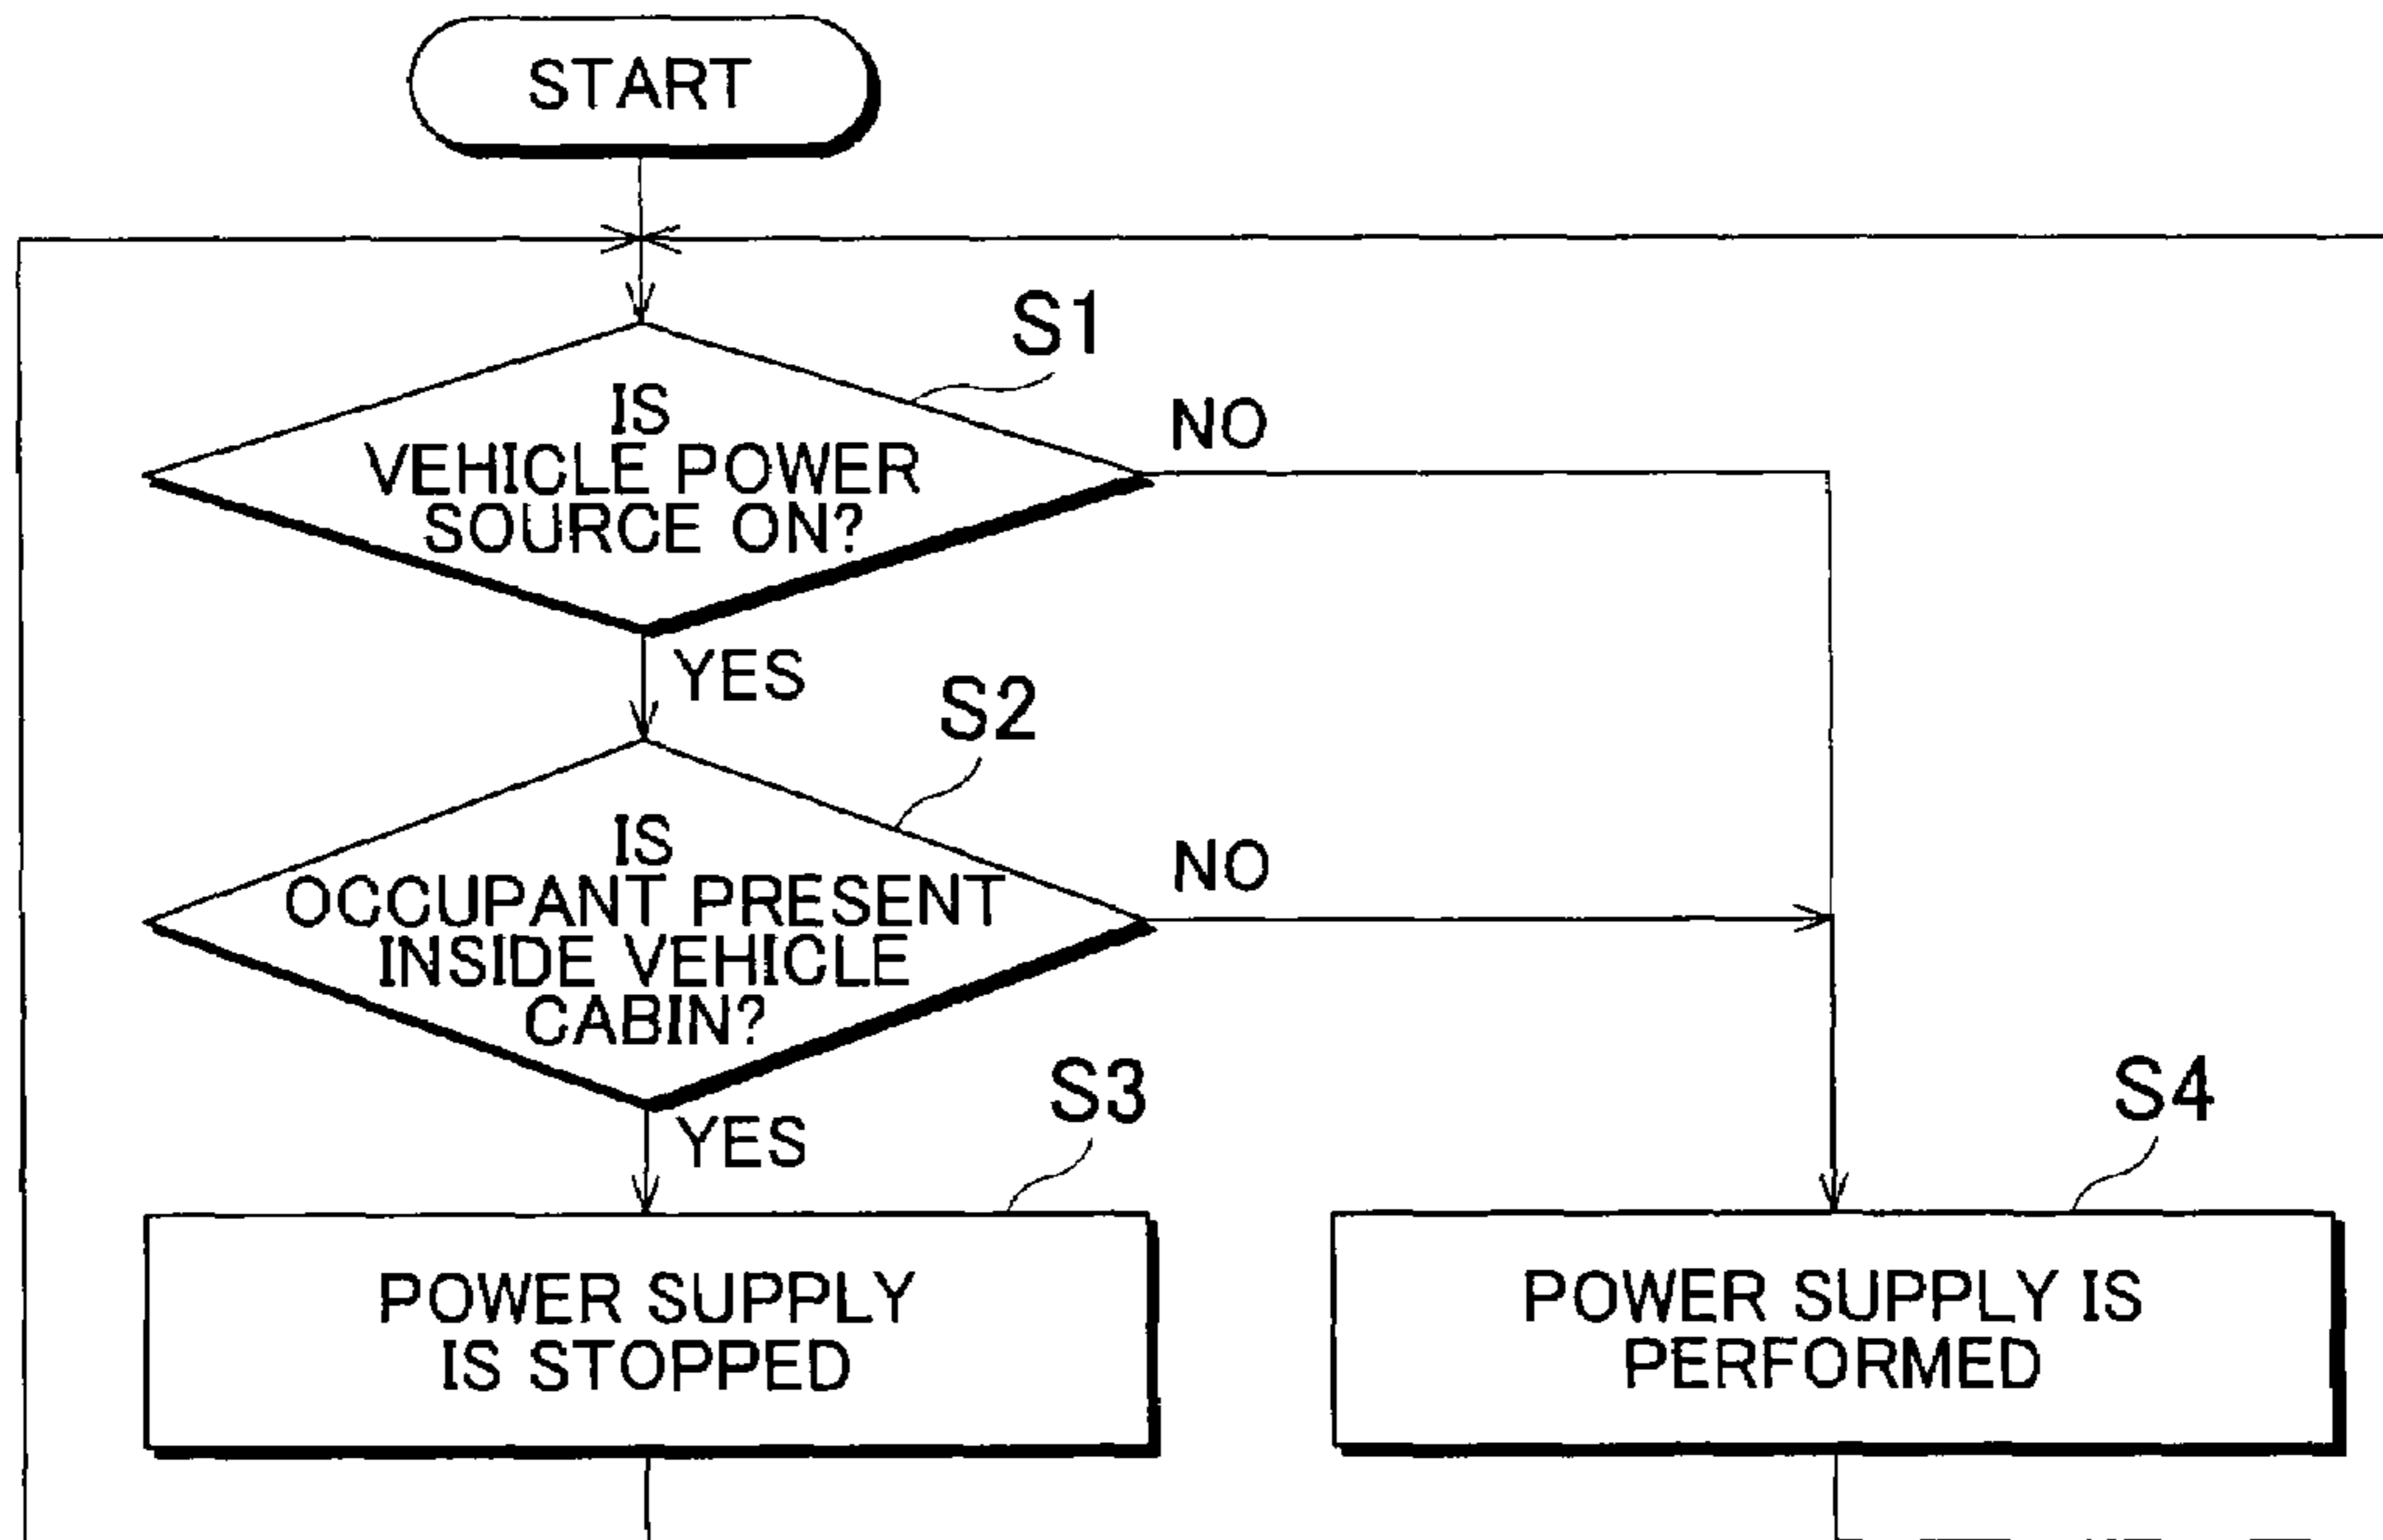 START
S1
IS
VEHICLE POWER
SOURCE ON?
NO
YES
S2
IS
OCCUPANT PRESENT
INSIDE VEHICLE
CABIN?
NO
YES
S3
POWER SUPPLY
IS STOPPED
S4
POWER SUPPLY IS
PERFORMED